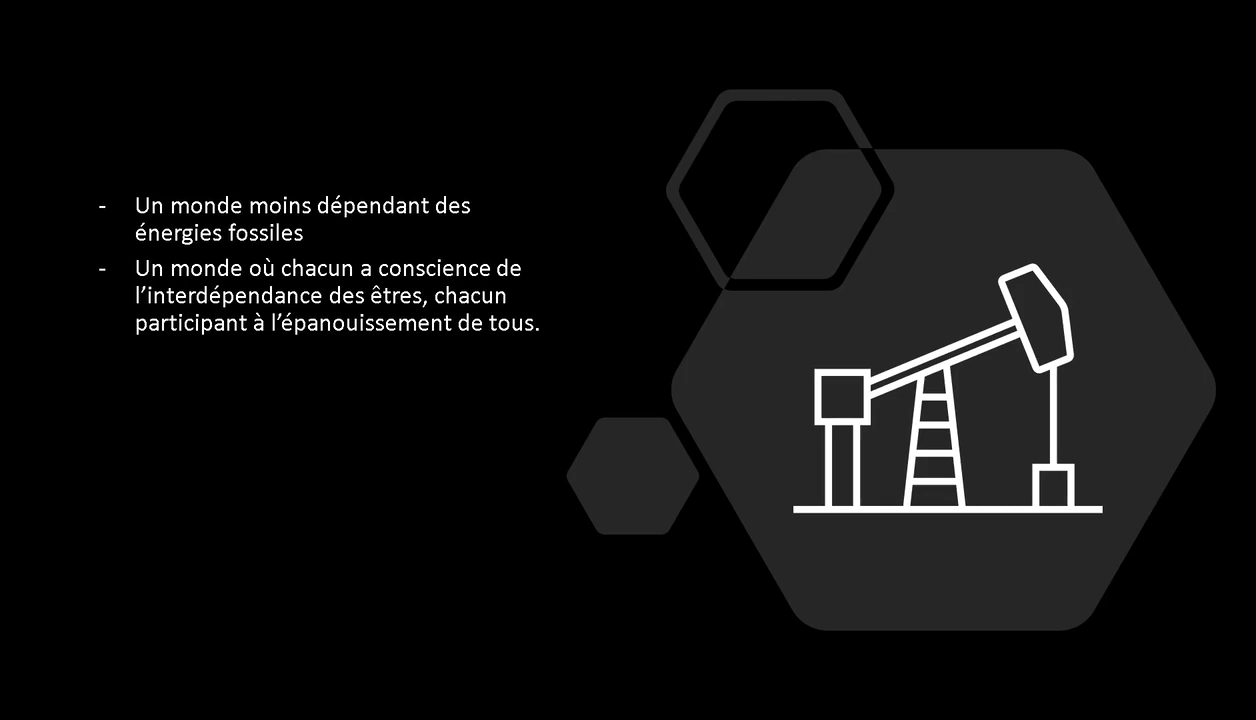 - Un monde moins dépendant des
énergies fossiles
- Un monde où chacun a conscience de
l’interdépendance des êtres, chacun
participant à l’épanouissement de tous.